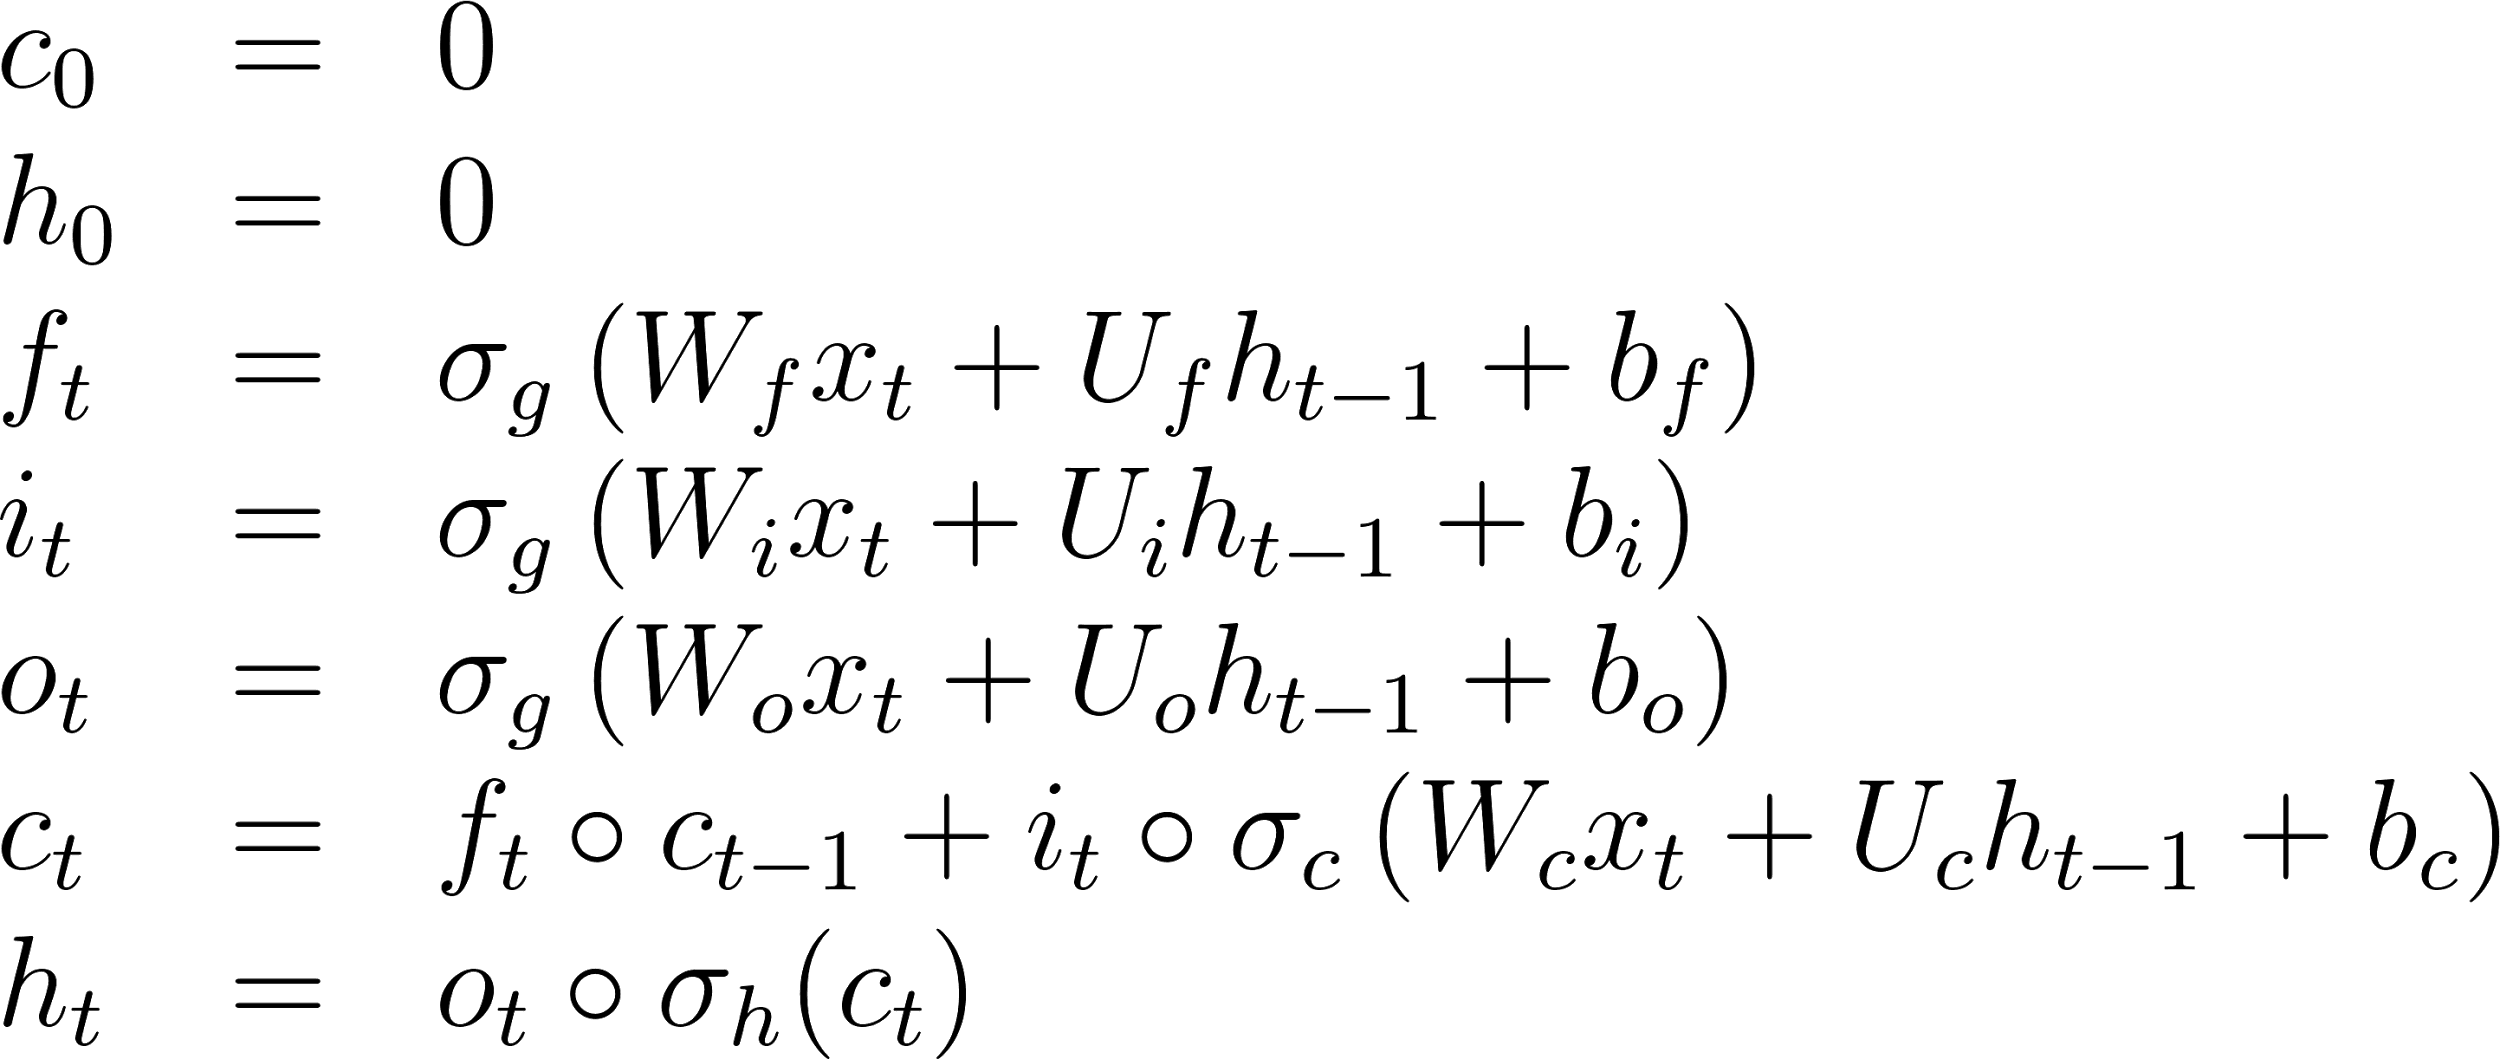 c₀ = 0
h₀ = 0
f_t = σ_g (W_f x_t + U_f h_{t−1} + b_f)
i_t = σ_g (W_i x_t + U_i h_{t−1} + b_i)
o_t = σ_g (W_o x_t + U_o h_{t−1} + b_o)
c_t = f_t ∘ c_{t−1} + i_t ∘ σ_c (W_c x_t + U_c h_{t−1} + b_c)
h_t = o_t ∘ σ_h(c_t)